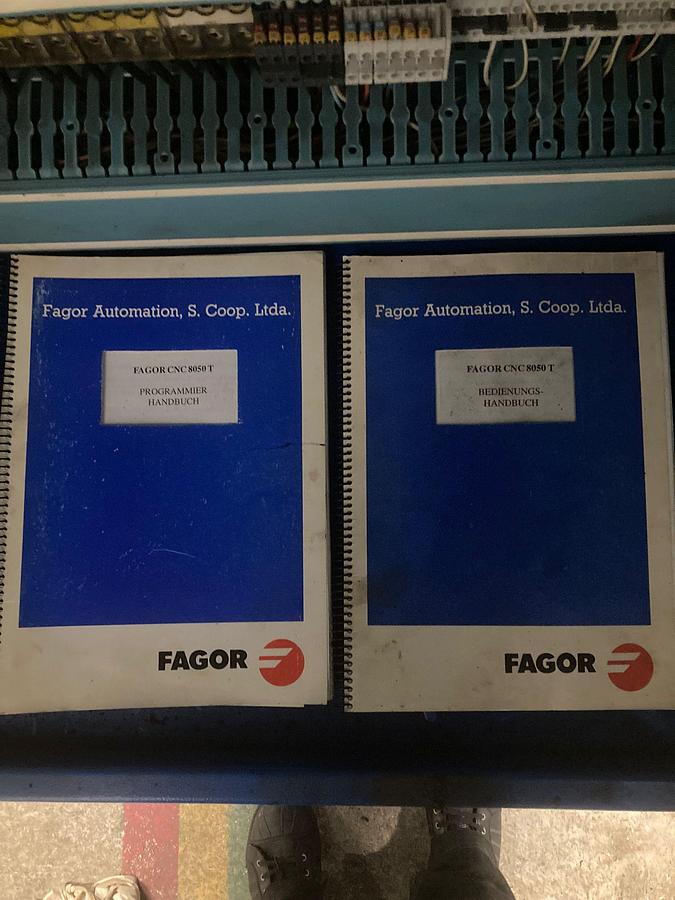 Fagor Automation, S. Coop. Ltda.
FAGOR CNC 8050 T
PROGRAMMIER
HANDBUCH
FAGOR
Fagor Automation, S. Coop. Ltda.
FAGOR CNC 8050 T
BEDIENUNGS-
HANDBUCH
FAGOR